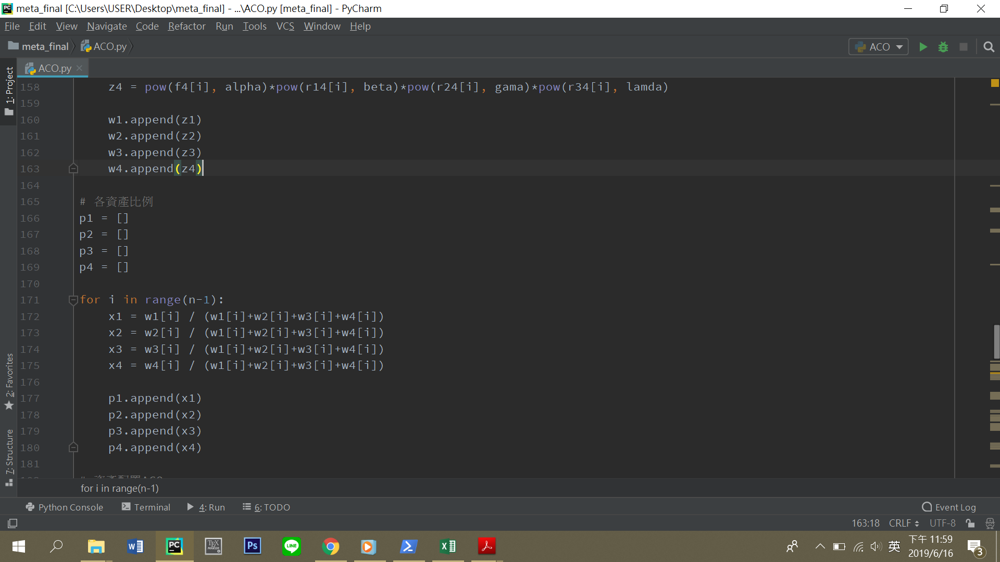 meta_final [C:\Users\USER\Desktop\meta_final] - ...\ACO.py [meta_final] - PyCharm
File Edit View Navigate Code Refactor Run Tools VCS Window Help
meta_final ACO.py ACO
ACO.py
1: Project
2: Favorites
7: Structure
158 z4 = pow(f4[i], alpha)*pow(r14[i], beta)*pow(r24[i], gama)*pow(r34[i], lamda)
159
160 w1.append(z1)
161 w2.append(z2)
162 w3.append(z3)
163 w4.append(z4)
164
165 # 各資產比例
166 p1 = []
167 p2 = []
168 p3 = []
169 p4 = []
170
171 for i in range(n-1):
172 x1 = w1[i] / (w1[i]+w2[i]+w3[i]+w4[i])
173 x2 = w2[i] / (w1[i]+w2[i]+w3[i]+w4[i])
174 x3 = w3[i] / (w1[i]+w2[i]+w3[i]+w4[i])
175 x4 = w4[i] / (w1[i]+w2[i]+w3[i]+w4[i])
176
177 p1.append(x1)
178 p2.append(x2)
179 p3.append(x3)
180 p4.append(x4)
181
for i in range(n-1)
Python Console Terminal 4: Run 6: TODO Event Log
163:18 CRLF UTF-8
W PC TEX MAKER Ps LINE X 英 下午 11:59
2019/6/16 3